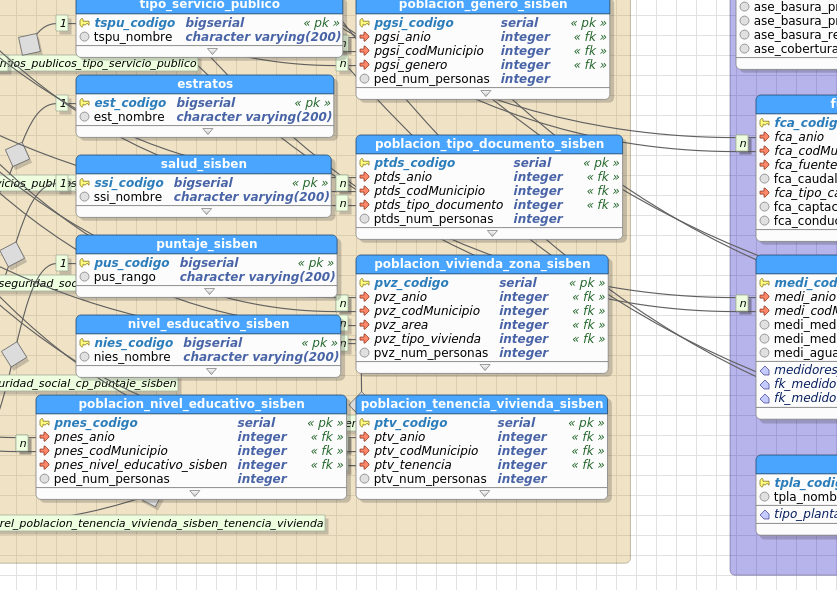 tipo_servicio_publico
tspu_codigo bigserial « pk »
tspu_nombre character varying(200)
1
nios_publicos_tipo_servicio_publico
estratos
est_codigo bigserial « pk »
est_nombre character varying(200)
1
salud_sisben
ssi_codigo bigserial « pk »
ssi_nombre character varying(200)
puntaje_sisben
pus_codigo bigserial « pk »
pus_rango character varying(200)
1
nivel_esducativo_sisben
nies_codigo bigserial « pk »
nies_nombre character varying(200)
uridad_social_cp_puntaje_sisben
poblacion_nivel_educativo_sisben
pnes_codigo serial « pk »
pnes_anio integer « fk »
pnes_codMunicipio integer « fk »
pnes_nivel_educativo_sisben integer « fk »
ped_num_personas integer
n
rel_poblacion_tenencia_vivienda_sisben_tenencia_vivienda
poblacion_genero_sisben
pgsi_codigo serial « pk »
pgsi_anio integer « fk »
pgsi_codMunicipio integer « fk »
pgsi_genero integer « fk »
ped_num_personas integer
n
poblacion_tipo_documento_sisben
ptds_codigo serial « pk »
ptds_anio integer « fk »
ptds_codMunicipio integer « fk »
ptds_tipo_documento integer « fk »
ptds_num_personas integer
n
n
poblacion_vivienda_zona_sisben
pvz_codigo serial « pk »
pvz_anio integer « fk »
pvz_codMunicipio integer « fk »
pvz_area integer « fk »
pvz_tipo_vivienda integer « fk »
pvz_num_personas integer
n
n
n
poblacion_tenencia_vivienda_sisben
ptv_codigo serial « pk »
ptv_anio integer « fk »
ptv_codMunicipio integer « fk »
ptv_tenencia integer « fk »
ptv_num_personas integer
ase_basura_re
ase_cobertura
n
fca_codig
fca_anio
fca_codMu
fca_fuente
fca_caudal
fca_tipo_ca
fca_captac
fca_conduc
n
medi_cod
medi_anio
medi_codM
medi_med
medi_med
medi_agua
medidores
fk_medido
fk_medido
tpla_codig
tpla_nomb
tipo_planta